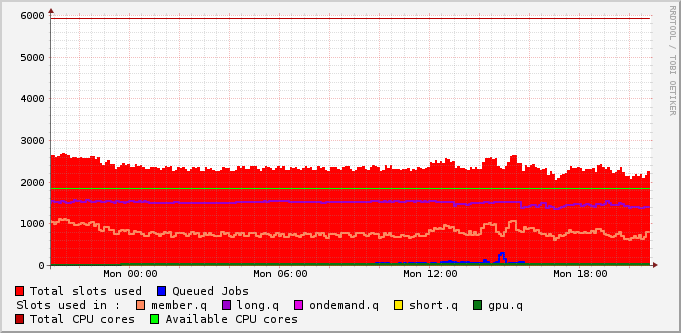 6000
5000
4000
3000
2000
1000
0
Mon 00:00 Mon 06:00 Mon 12:00 Mon 18:00
RRDTOOL / TOBI OETIKER
Total slots used Queued Jobs
Slots used in : member.q long.q ondemand.q short.q gpu.q
Total CPU cores Available CPU cores